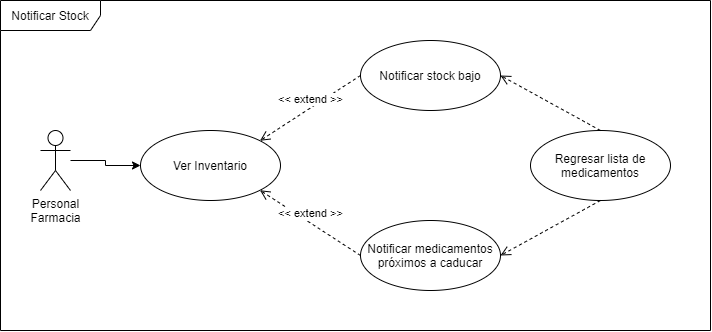 Notificar Stock
Notificar stock bajo
<< extend >>
Ver Inventario
Regresar lista de
medicamentos
Personal
Farmacia
<< extend >>
Notificar medicamentos
próximos a caducar